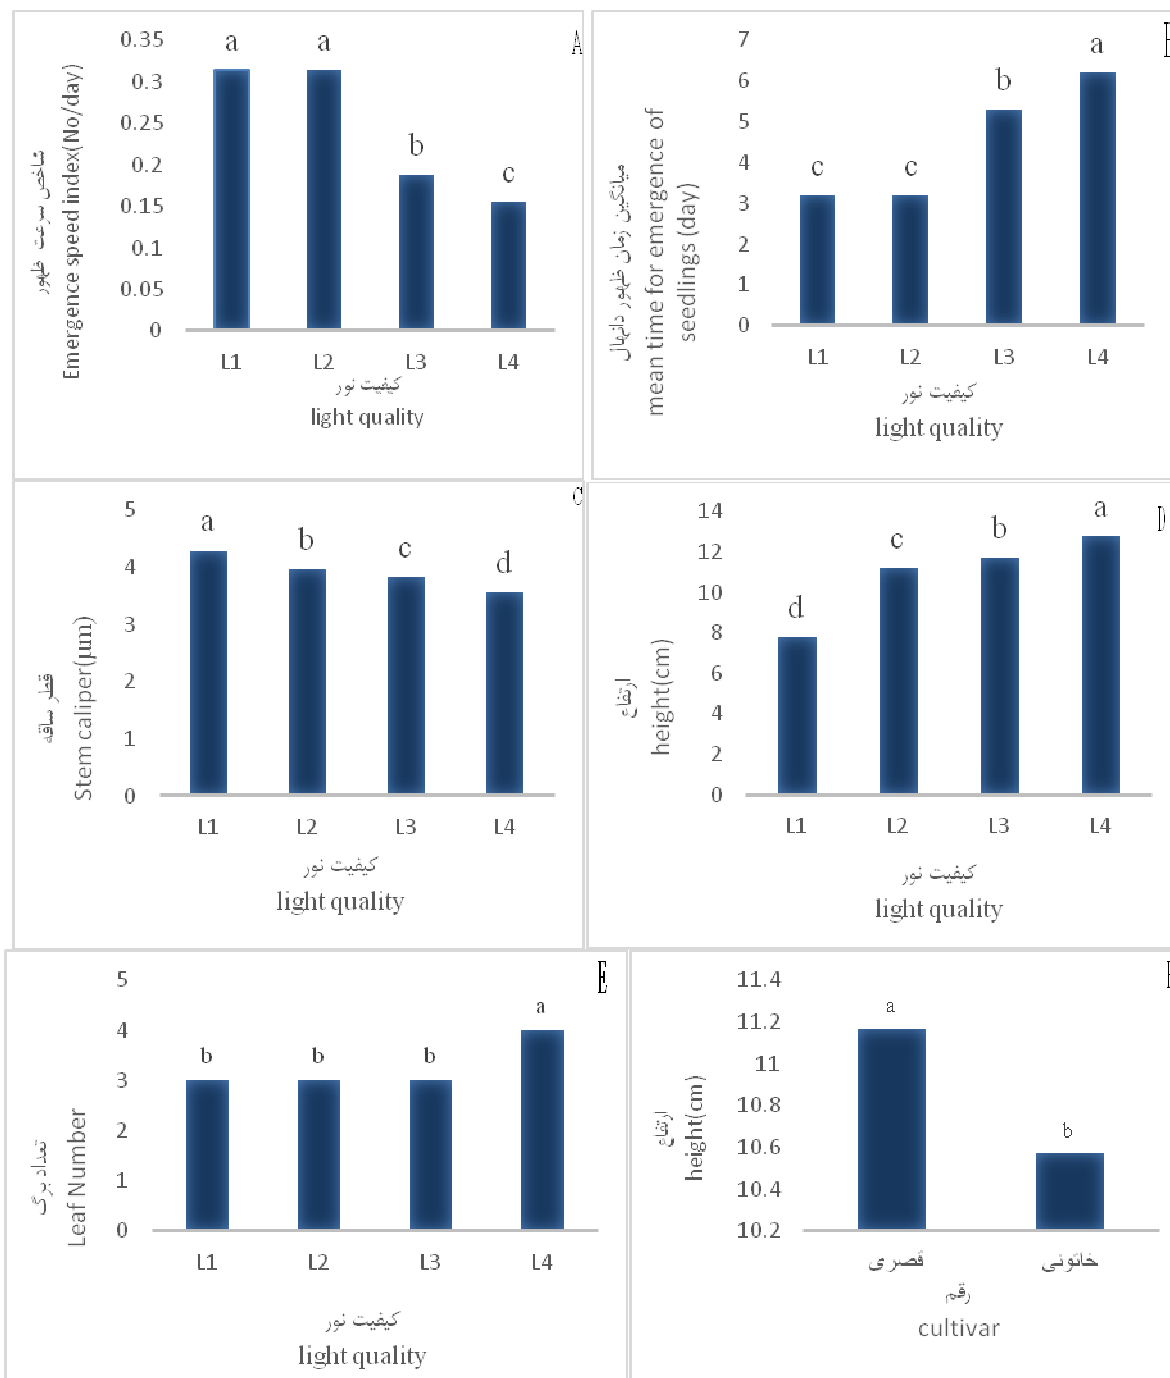 A
0.35
0.3
0.25
0.2
0.15
0.1
0.05
0
a
a
b
c
L1 L2 L3 L4
کیفیت نور
light quality
شاخص سرعت ظهور
Emergence speed index(No/day)
7
6
5
4
3
2
1
0
c
c
b
a
L1 L2 L3 L4
کیفیت نور
light quality
میانگین زمان ظهور دانهال
mean time for emergence of
seedlings (day)
C
5
4
3
2
1
0
a
b
c
d
L1 L2 L3 L4
کیفیت نور
light quality
قطر ساقه
Stem caliper(µm)
D
14
12
10
8
6
4
2
0
d
c
b
a
L1 L2 L3 L4
کیفیت نور
light quality
ارتفاع
height(cm)
E
5
4
3
2
1
0
b
b
b
a
L1 L2 L3 L4
کیفیت نور
light quality
تعداد برگ
Leaf Number
11.4
11.2
11
10.8
10.6
10.4
10.2
a
b
قصری خاتونی
رقم
cultivar
ارتفاع
height(cm)